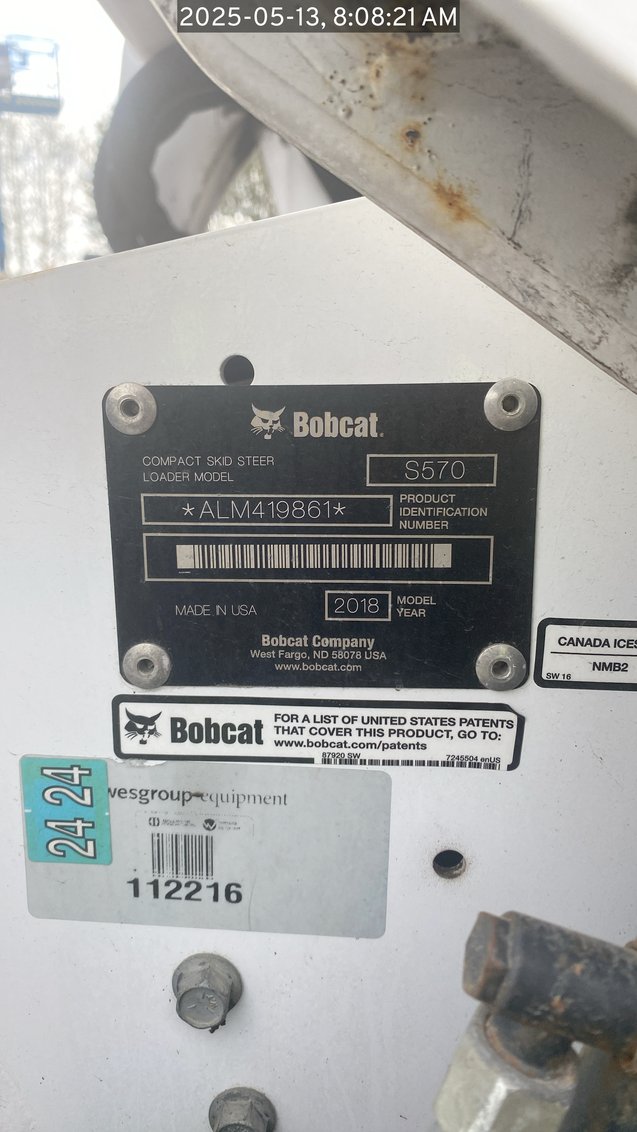 2025-05-13, 8:08:21 AM
Bobcat.
COMPACT SKID STEER
LOADER MODEL
S570
*ALM419861*
PRODUCT
IDENTIFICATION
NUMBER
MADE IN USA
2018
MODEL
YEAR
Bobcat Company
West Fargo, ND 58078 USA
www.bobcat.com
CANADA ICES
NMB2
SW 16
Bobcat
FOR A LIST OF UNITED STATES PATENTS
THAT COVER THIS PRODUCT, GO TO:
www.bobcat.com/patents
87920 SW
7245504 enUS
24 24
wesgroup equipment
112216